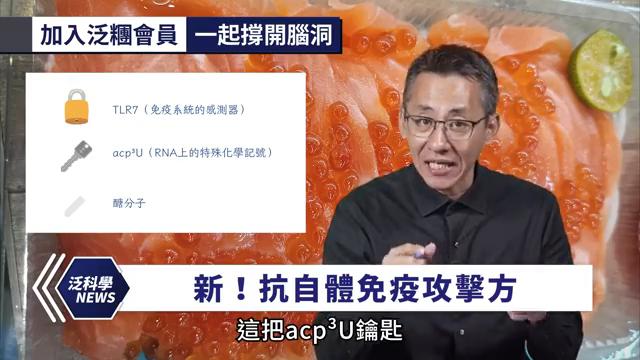 加入泛糰會員 一起撐開腦洞
TLR7（免疫系統的感測器）
acp³U（RNA上的特殊化學記號）
醣分子
泛科學
NEWS
新！抗自體免疫攻擊方
這把acp³U鑰匙